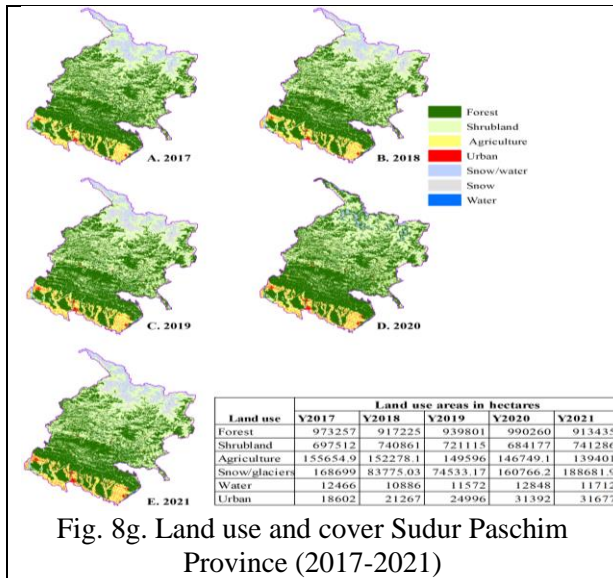 A. 2017
B. 2018
Forest
Shrubland
Agriculture
Urban
Snow/water
Snow
Water
C. 2019
D. 2020
E. 2021
Land use areas in hectares
Land use Y2017 Y2018 Y2019 Y2020 Y2021
Forest 973257 917225 939801 990260 913435
Shrubland 697512 740861 721115 684177 741286
Agriculture 155654.9 152278.1 149596 146749.1 139401
Snow/glaciers 168699 83775.03 74533.17 160766.2 188681.9
Water 12466 10886 11572 12848 11712
Urban 18602 21267 24996 31392 31677
Fig. 8g. Land use and cover Sudur Paschim
Province (2017-2021)